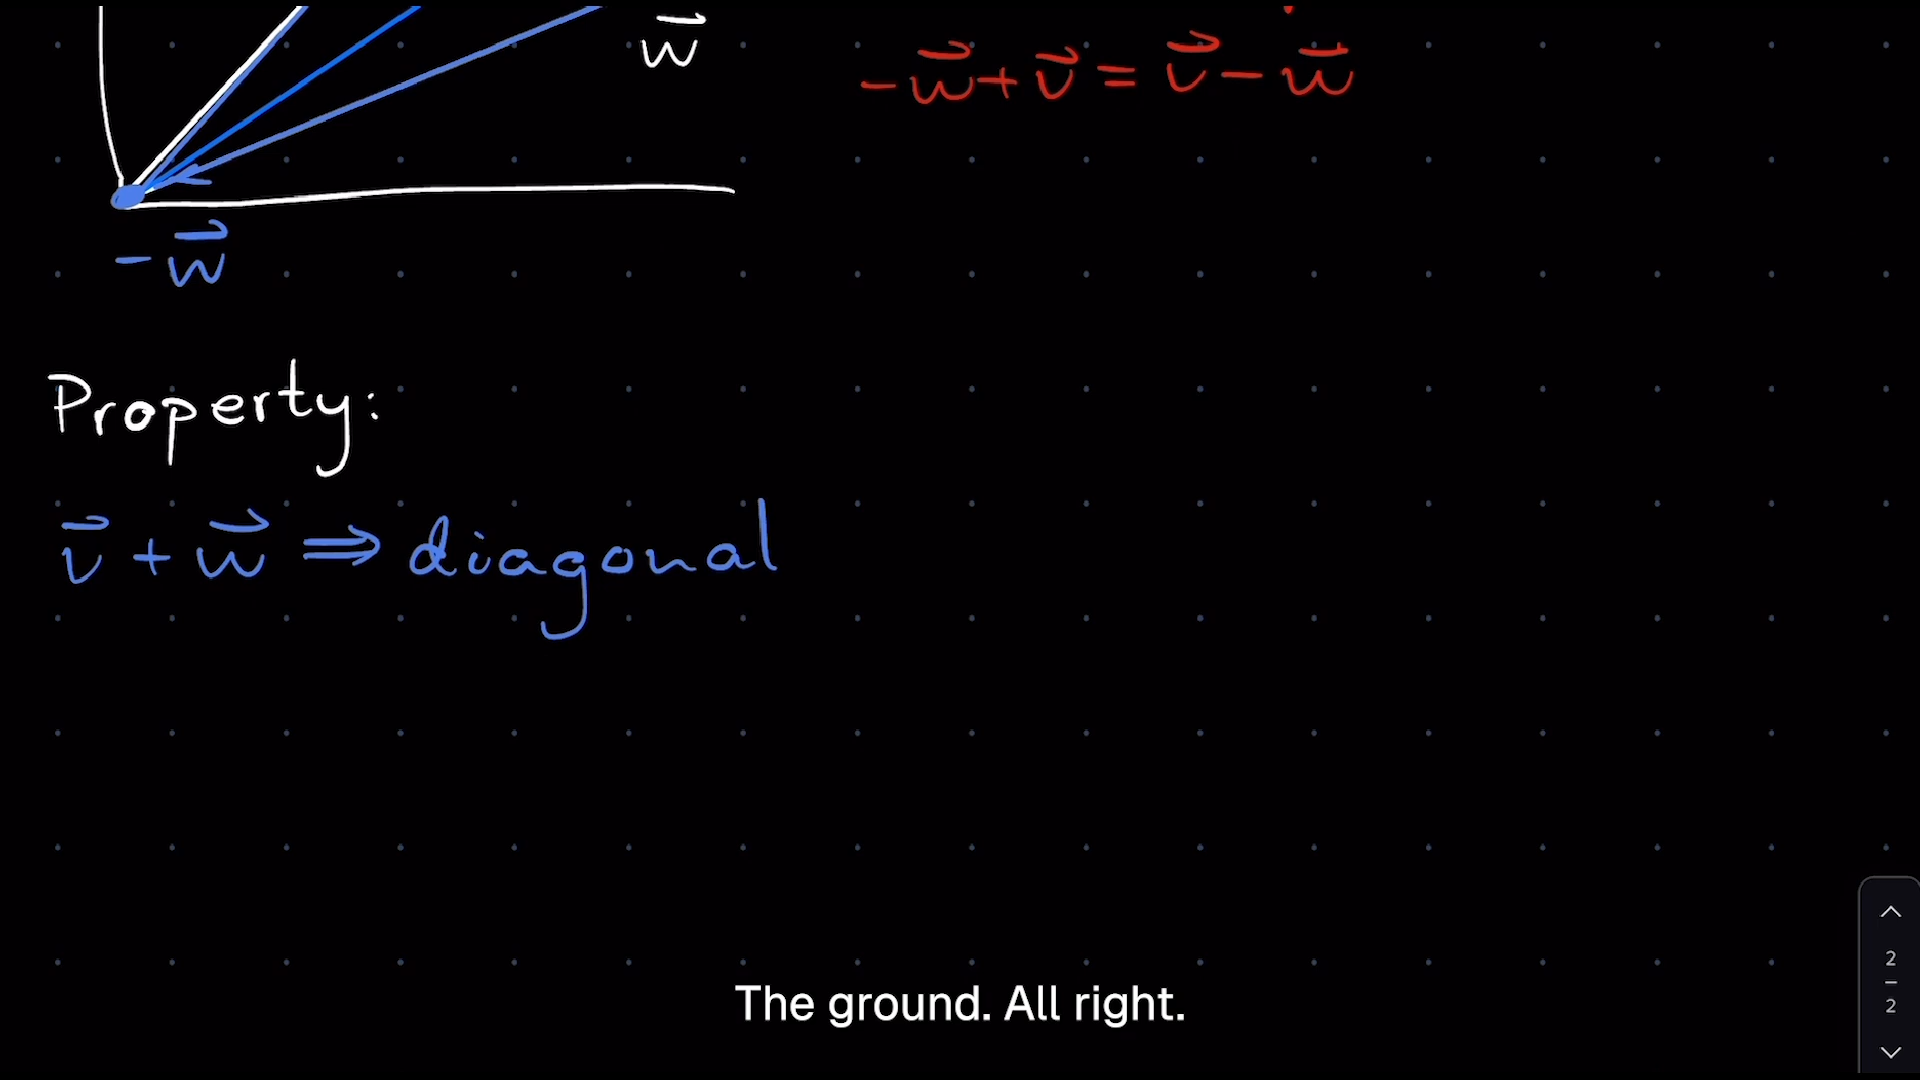 w⃗
-w⃗+v⃗ = v⃗-w⃗
-w⃗
Property:
v⃗ + w⃗ ⇒ diagonal
2
–
2
The ground. All right.